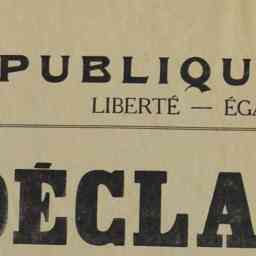 PUBLIQU
LIBERTÉ — ÉGA
DÉCLA